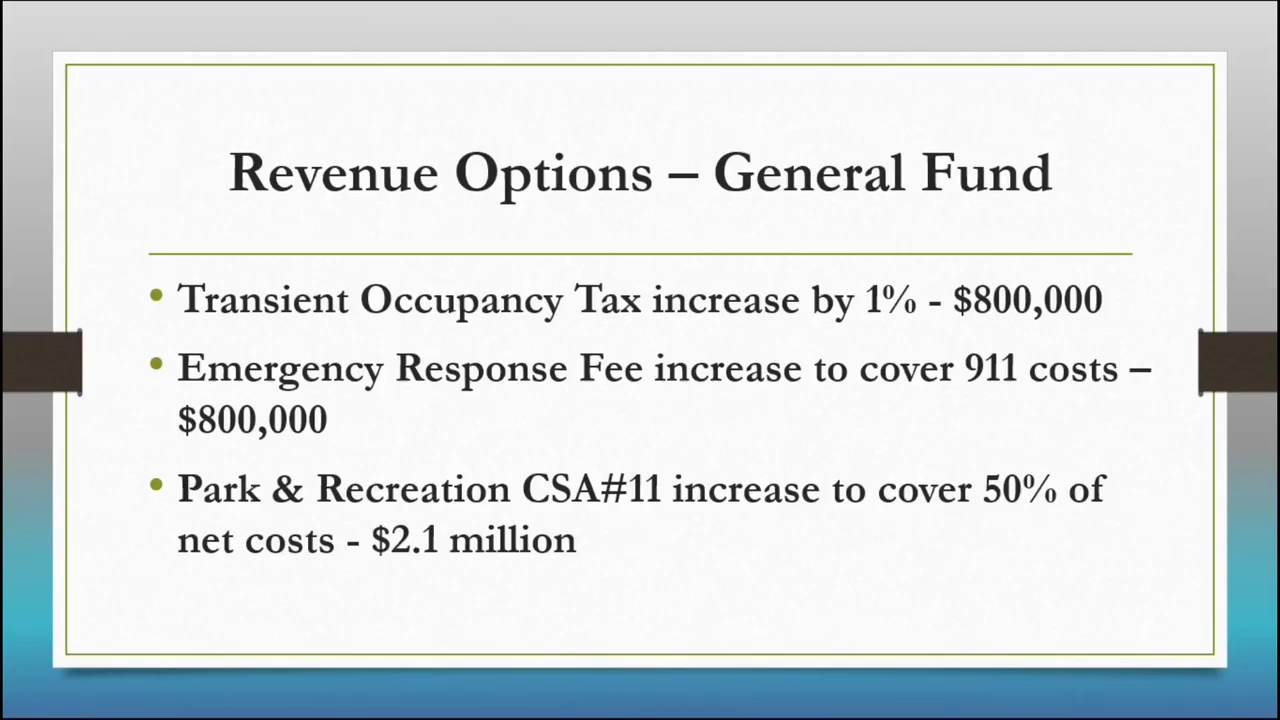 Revenue Options – General Fund
• Transient Occupancy Tax increase by 1% - $800,000
• Emergency Response Fee increase to cover 911 costs –
$800,000
• Park & Recreation CSA#11 increase to cover 50% of
net costs - $2.1 million